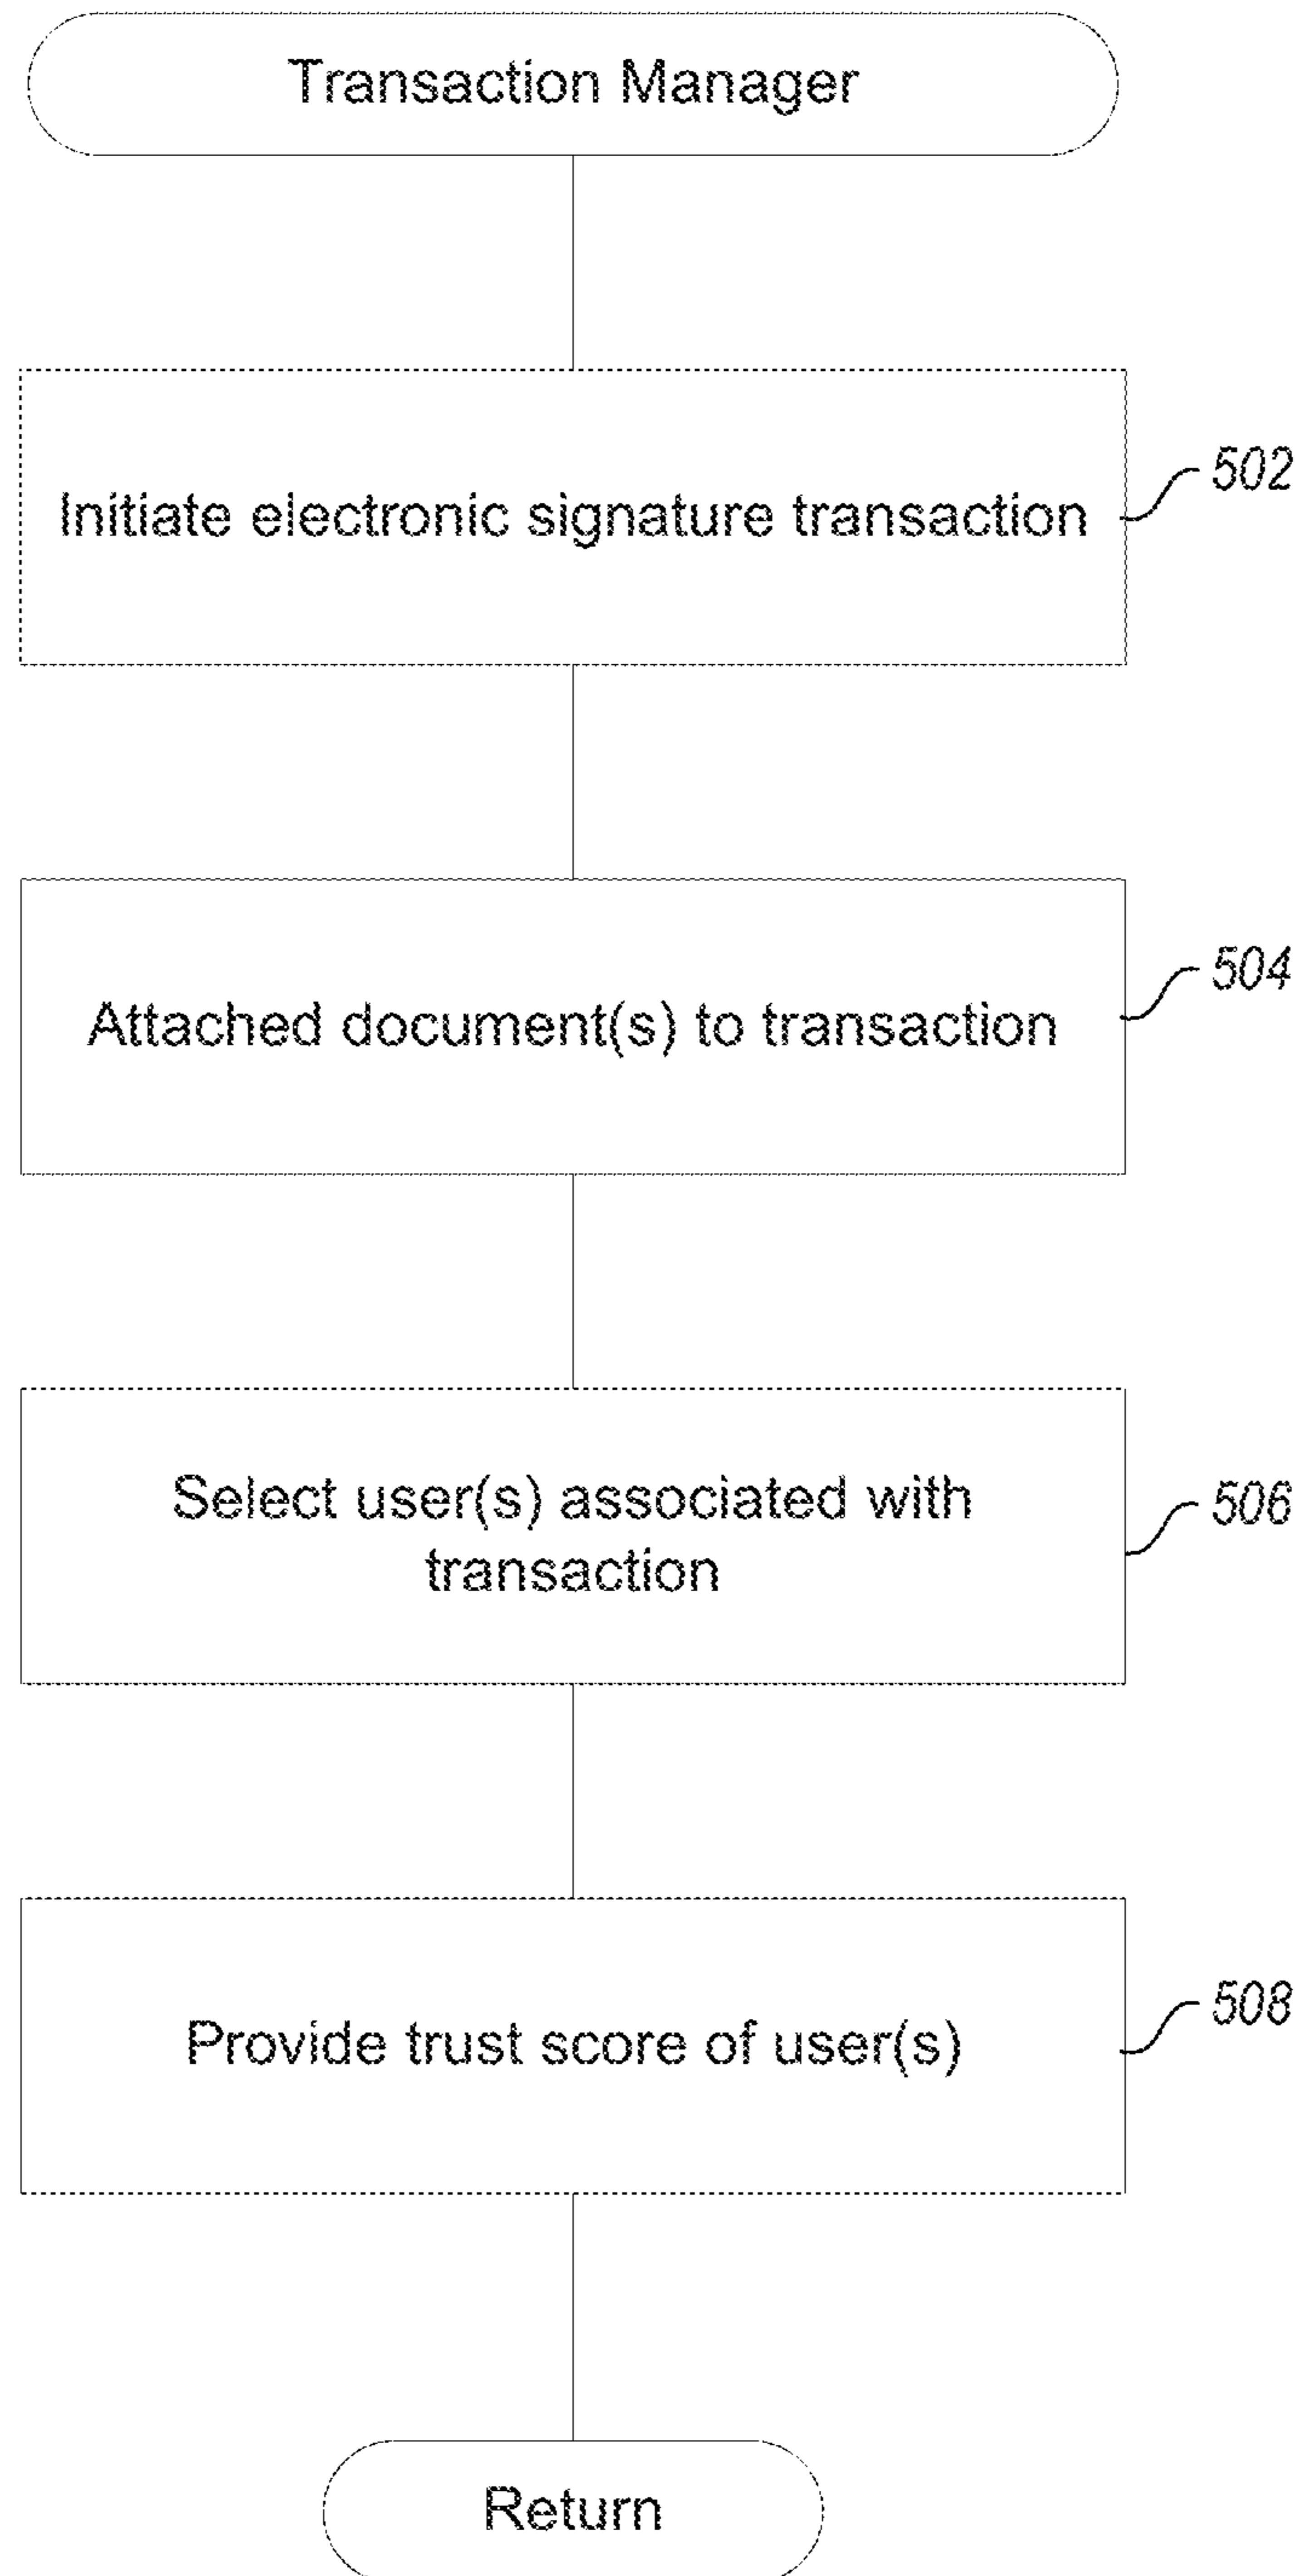 Transaction Manager
Initiate electronic signature transaction
502
Attached document(s) to transaction
504
Select user(s) associated with
transaction
506
Provide trust score of user(s)
508
Return